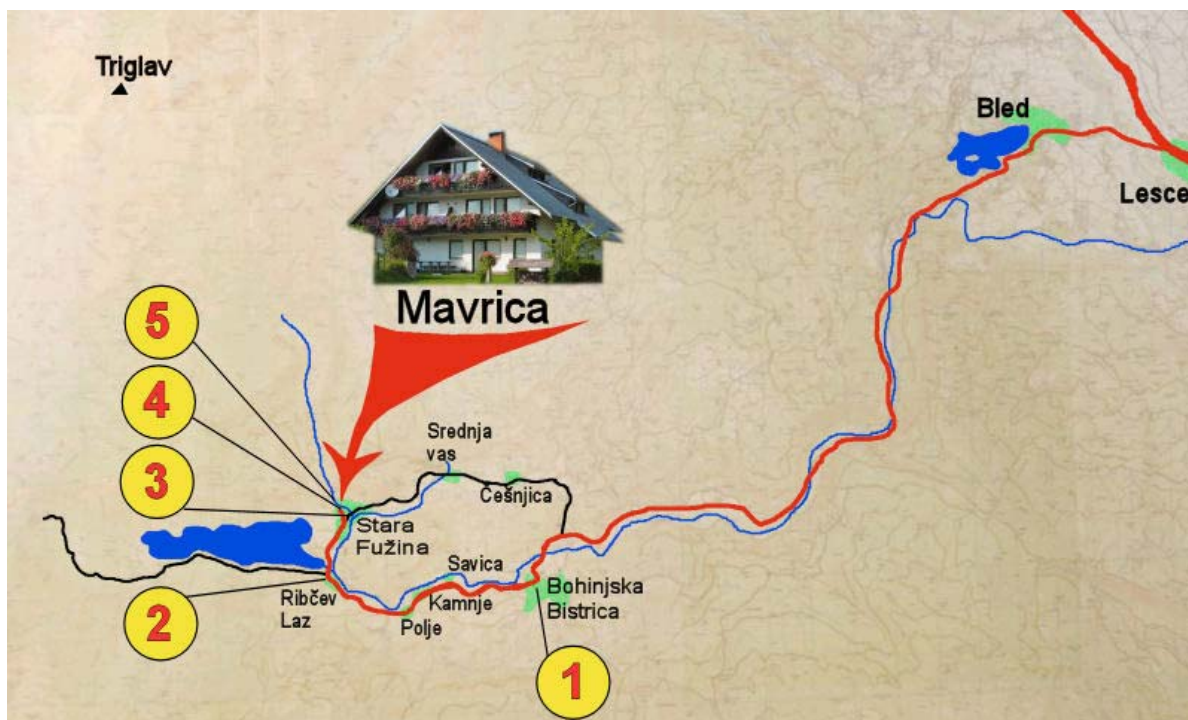 Triglav
Bled
Lesce
Mavrica
5
4
3
2
1
Srednja
vas
Češnjica
Stara
Fužina
Savica
Ribčev
Laz
Kamnje
Polje
Bohinjska
Bistrica